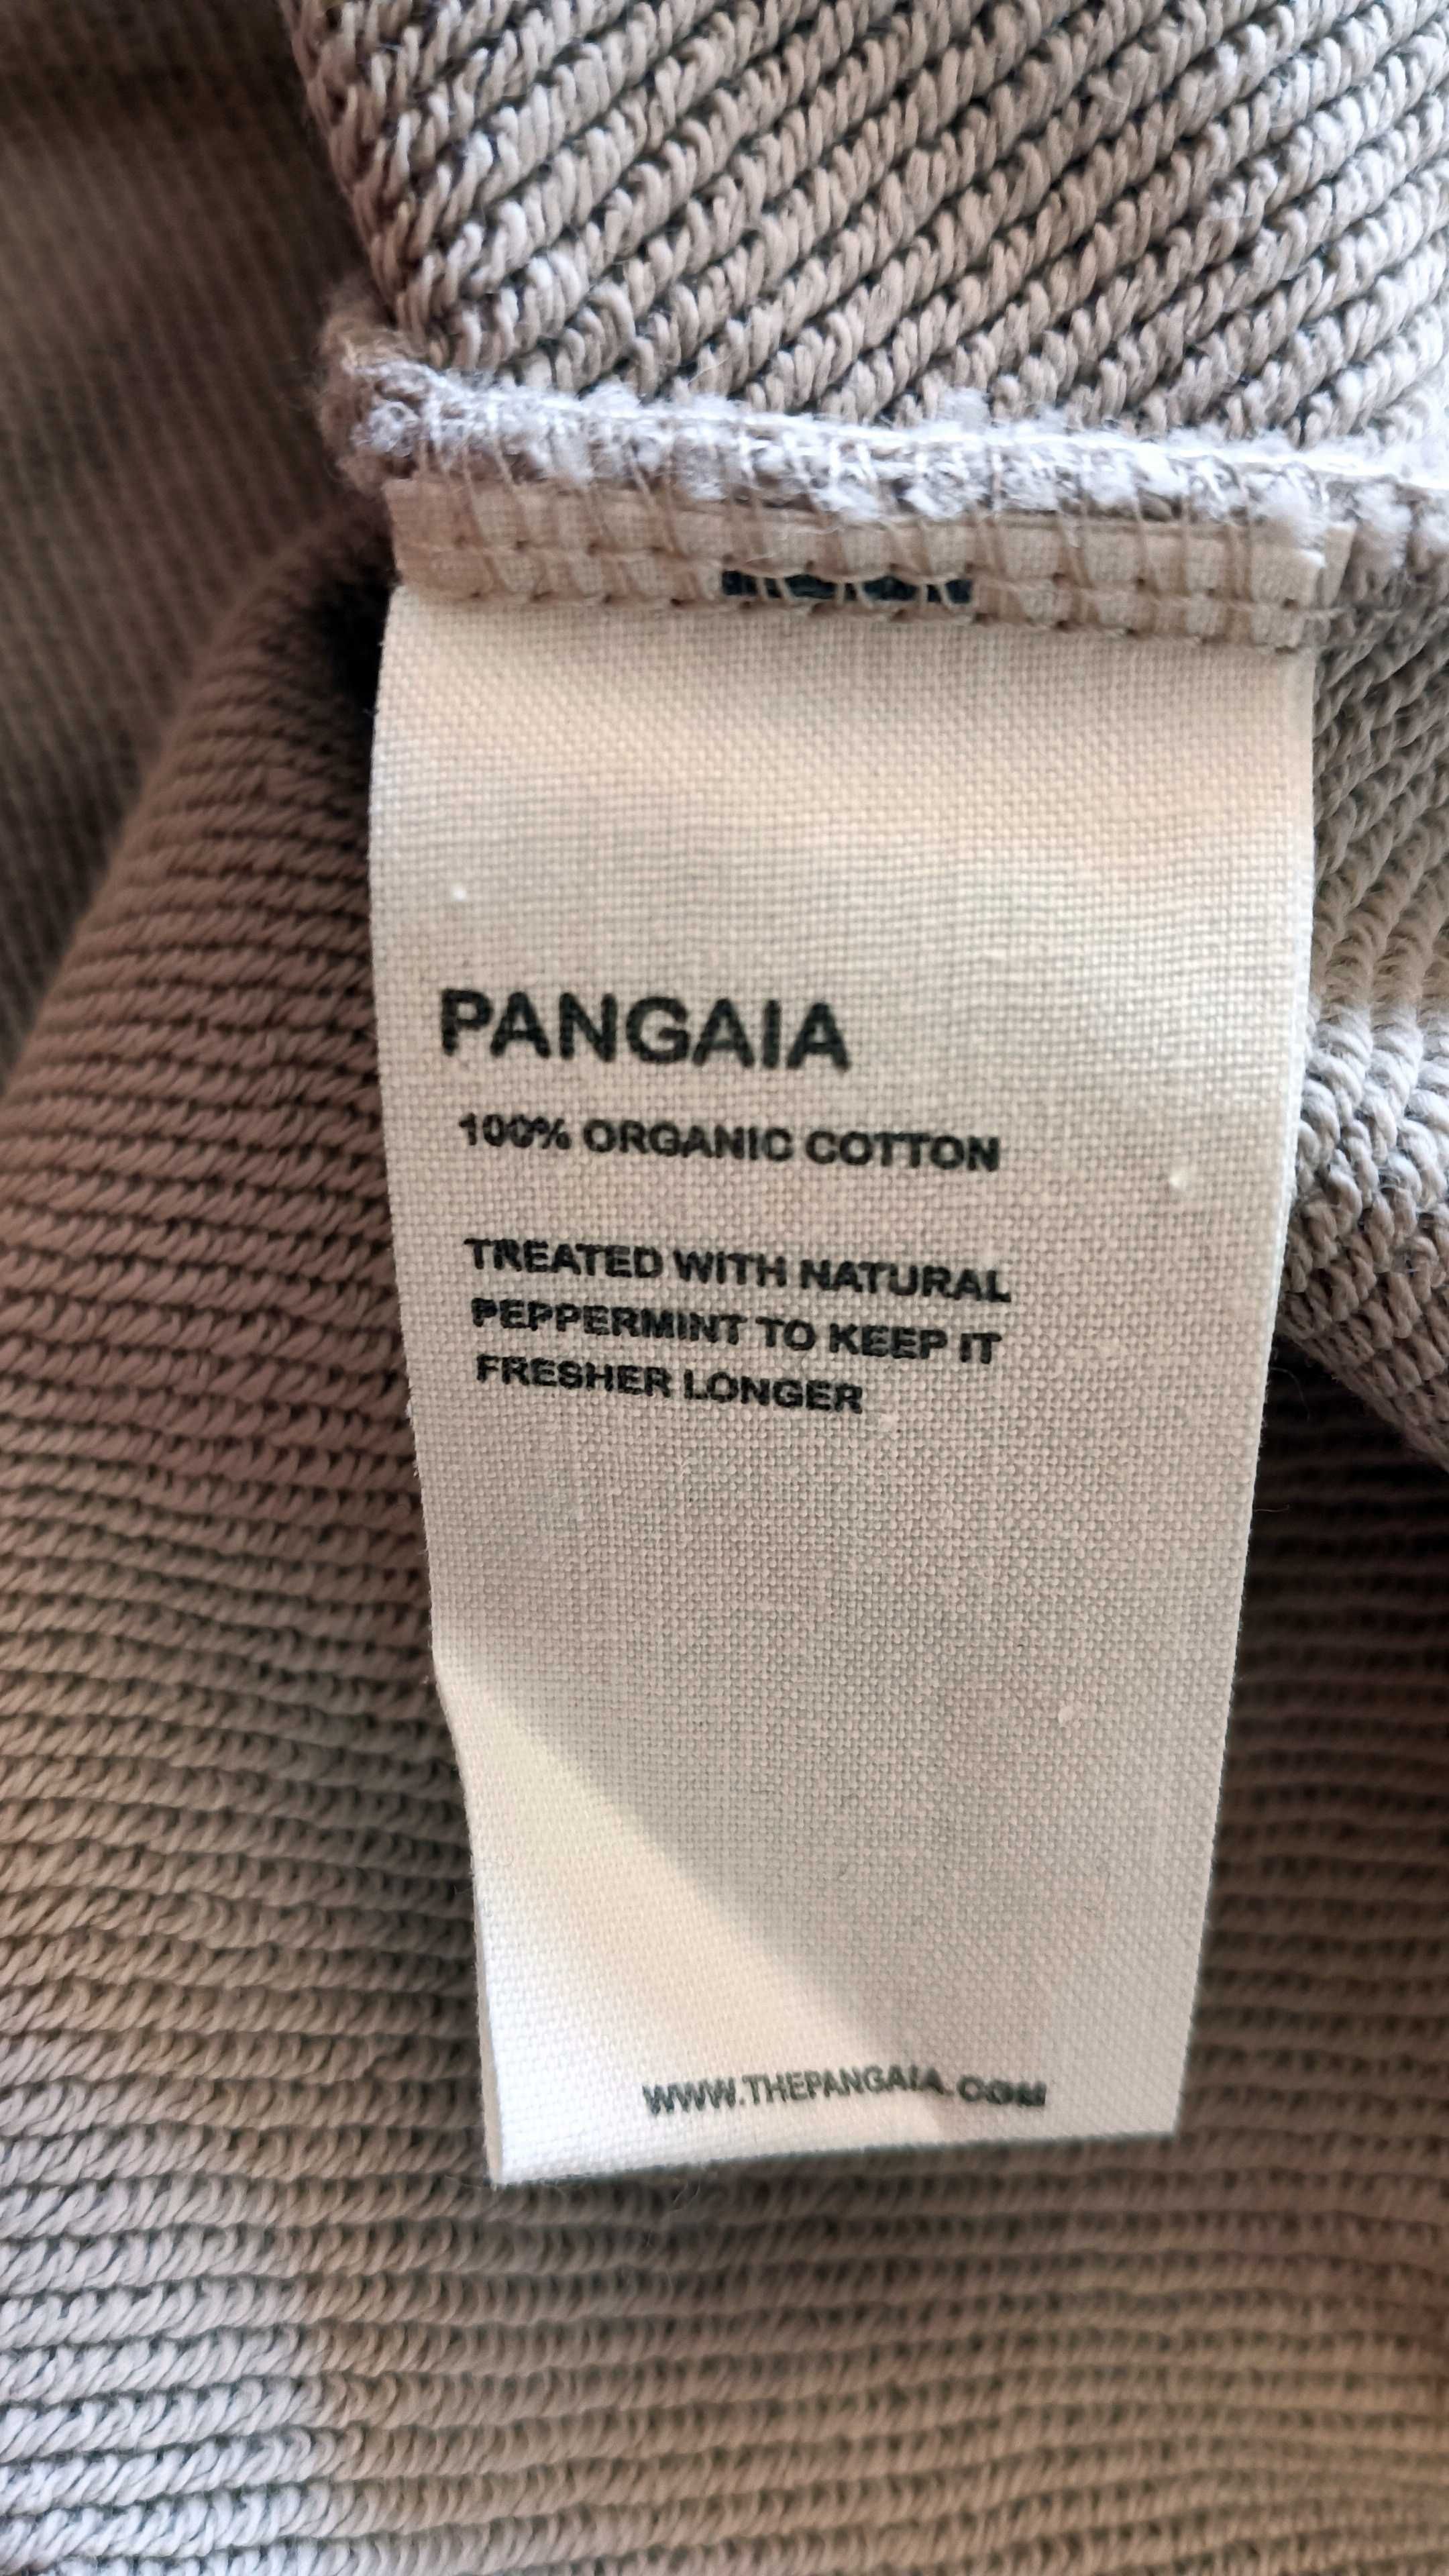 PANGAIA
100% ORGANIC COTTON
TREATED WITH NATURAL
PEPPERMINT TO KEEP IT
FRESHER LONGER
WWW.THEPANGAIA.COM